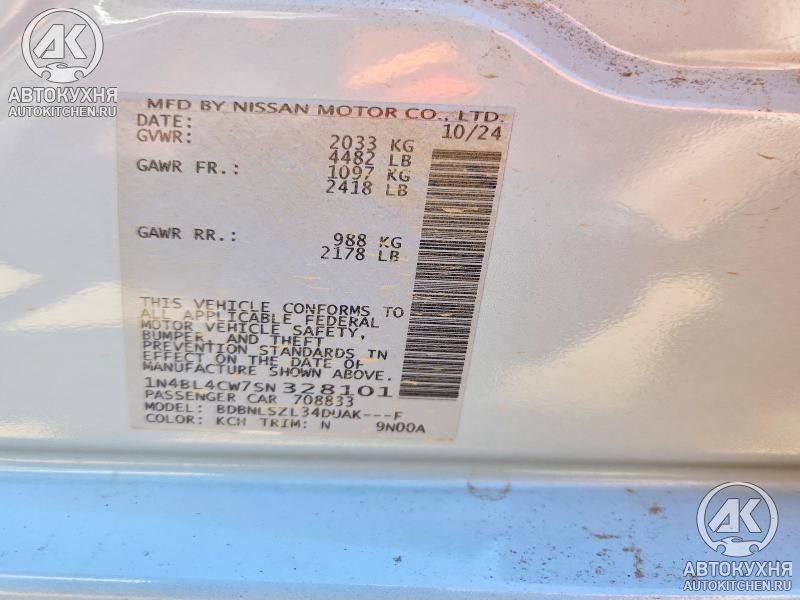 АК
АВТОКУХНЯ
AUTOKITCHEN.RU
MFD BY NISSAN MOTOR CO., LTD.
DATE: 10/24
GVWR: 2033 KG
4482 LB
GAWR FR.: 1097 KG
2418 LB
GAWR RR.: 988 KG
2178 LB
THIS VEHICLE CONFORMS TO
ALL APPLICABLE FEDERAL
MOTOR VEHICLE SAFETY,
BUMPER, AND THEFT
PREVENTION STANDARDS IN
EFFECT ON THE DATE OF
MANUFACTURE SHOWN ABOVE.
1N4BL4CW7SN328101
PASSENGER CAR 708833
MODEL: BDBNLSZL34DUAK---F
COLOR: KCH TRIM: N 9N00A
АК
АВТОКУХНЯ
AUTOKITCHEN.RU